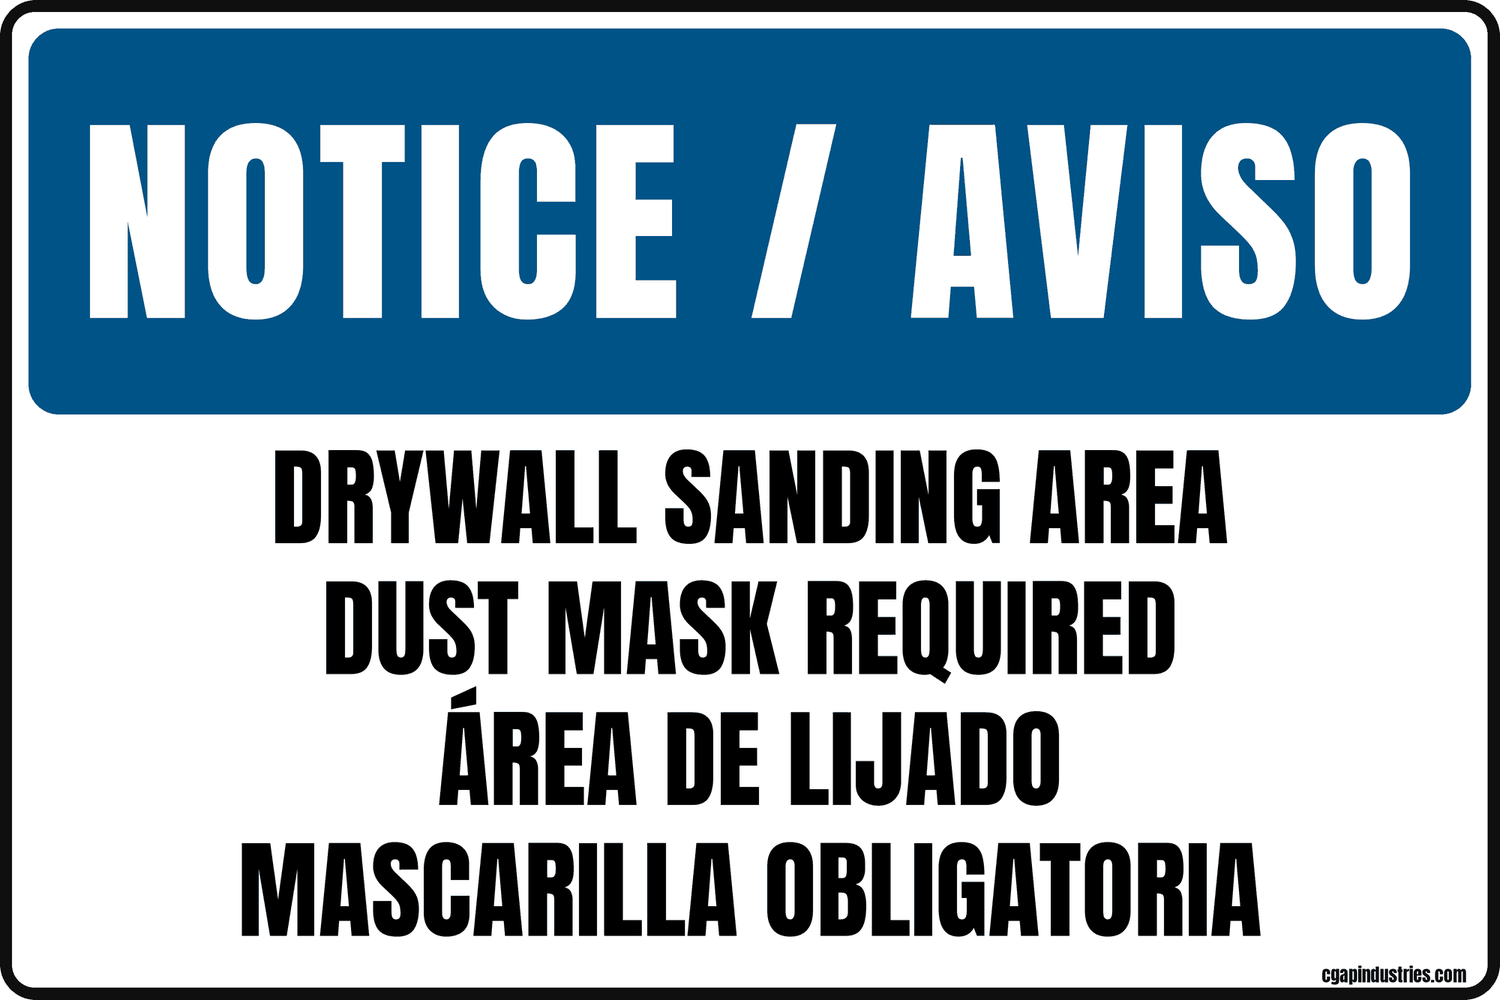 NOTICE / AVISO
DRYWALL SANDING AREA
DUST MASK REQUIRED
ÁREA DE LIJADO
MASCARILLA OBLIGATORIA
cgapindustries.com